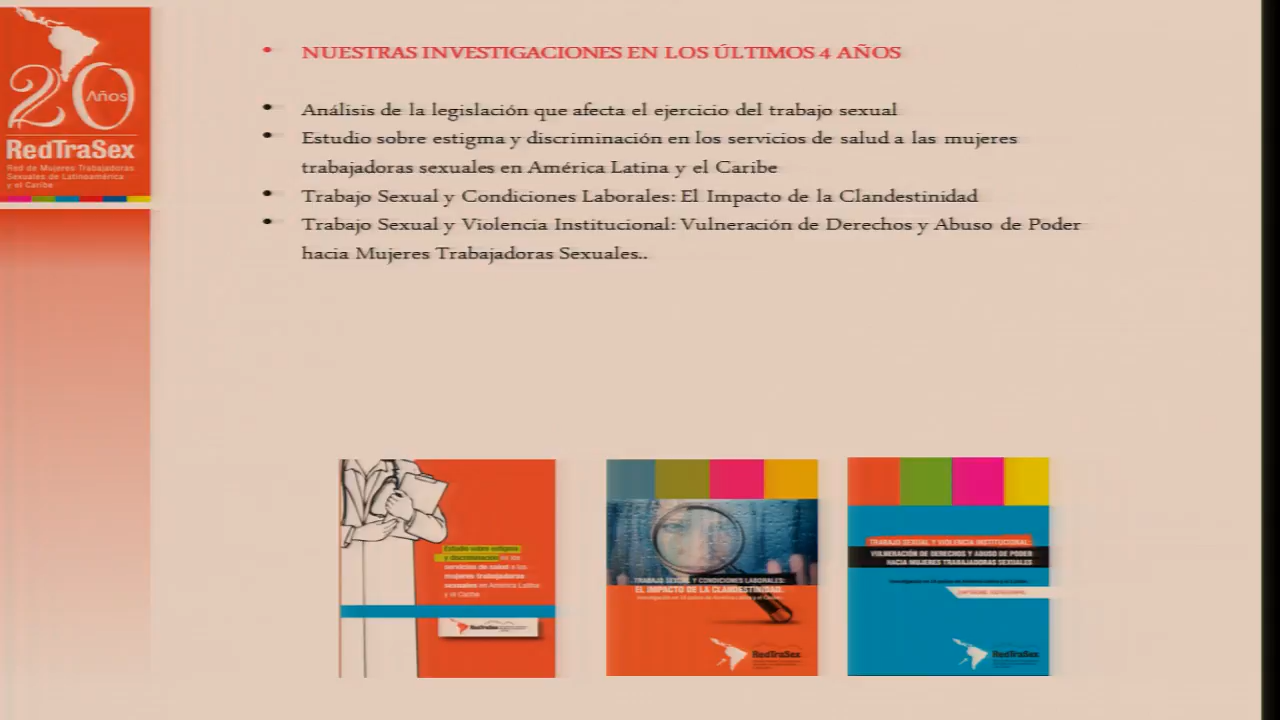 20
Años
RedTraSex
Red de Mujeres Trabajadoras
Sexuales de Latinoamérica
y el Caribe
• NUESTRAS INVESTIGACIONES EN LOS ÚLTIMOS 4 AÑOS
• Análisis de la legislación que afecta el ejercicio del trabajo sexual
• Estudio sobre estigma y discriminación en los servicios de salud a las mujeres
trabajadoras sexuales en América Latina y el Caribe
• Trabajo Sexual y Condiciones Laborales: El Impacto de la Clandestinidad
• Trabajo Sexual y Violencia Institucional: Vulneración de Derechos y Abuso de Poder
hacia Mujeres Trabajadoras Sexuales..
Estudio sobre estigma
y discriminación en los
servicios de salud a las
mujeres trabajadoras
sexuales en América Latina
y el Caribe
RedTraSex
TRABAJO SEXUAL Y CONDICIONES LABORALES:
EL IMPACTO DE LA CLANDESTINIDAD.
RedTraSex
TRABAJO SEXUAL Y VIOLENCIA INSTITUCIONAL:
VULNERACIÓN DE DERECHOS Y ABUSO DE PODER
HACIA MUJERES TRABAJADORAS SEXUALES
RedTraSex